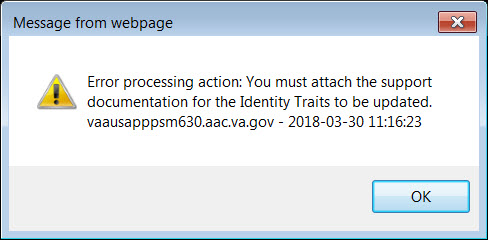 Message from webpage
Error processing action: You must attach the support
documentation for the Identity Traits to be updated.
vaausapppsm630.aac.va.gov - 2018-03-30 11:16:23
OK